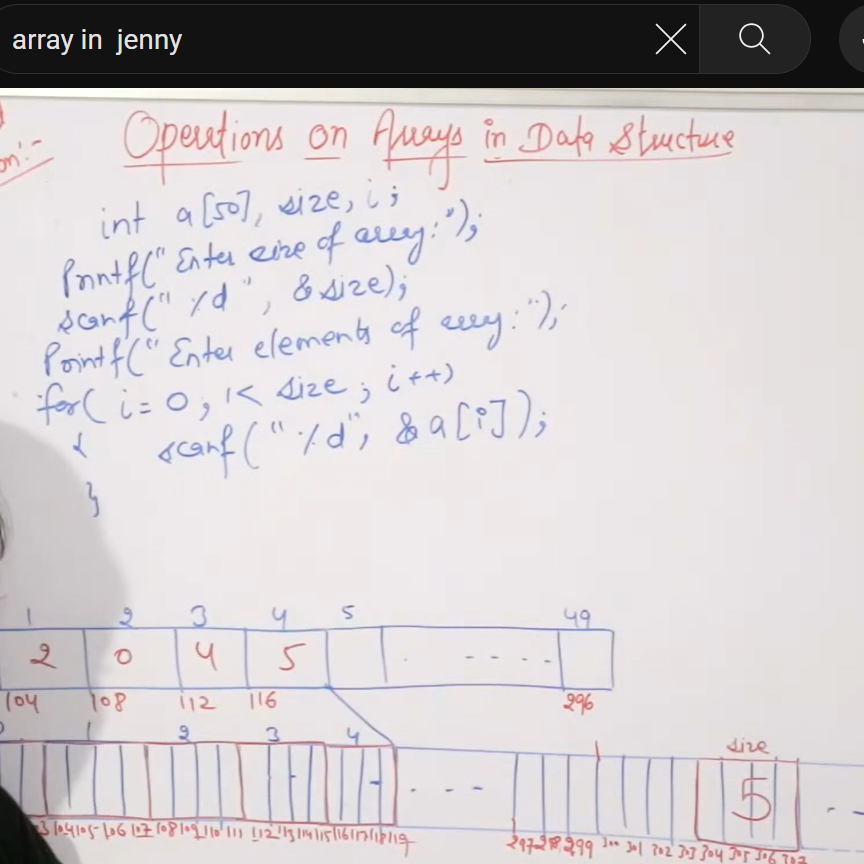 array in jenny
on:-
Operations on Arrays in Data Structure
int a[50], size, i;
Printf("Enter size of array:");
scanf("%d", &size);
Printf("Enter elements of array:");
for( i=0; i< size; i++)
{ scanf("%d", &a[i]);
}
1 2 3 4 5 49
2 0 4 5 . - - - -
104 108 112 116 296
1 2 3 4 size
. - - - 5 - -
3 104 105 106 107 108 109 110 111 112 113 114 115 116 117 118 119 297 298 299 300 301 302 303 304 305 306 307